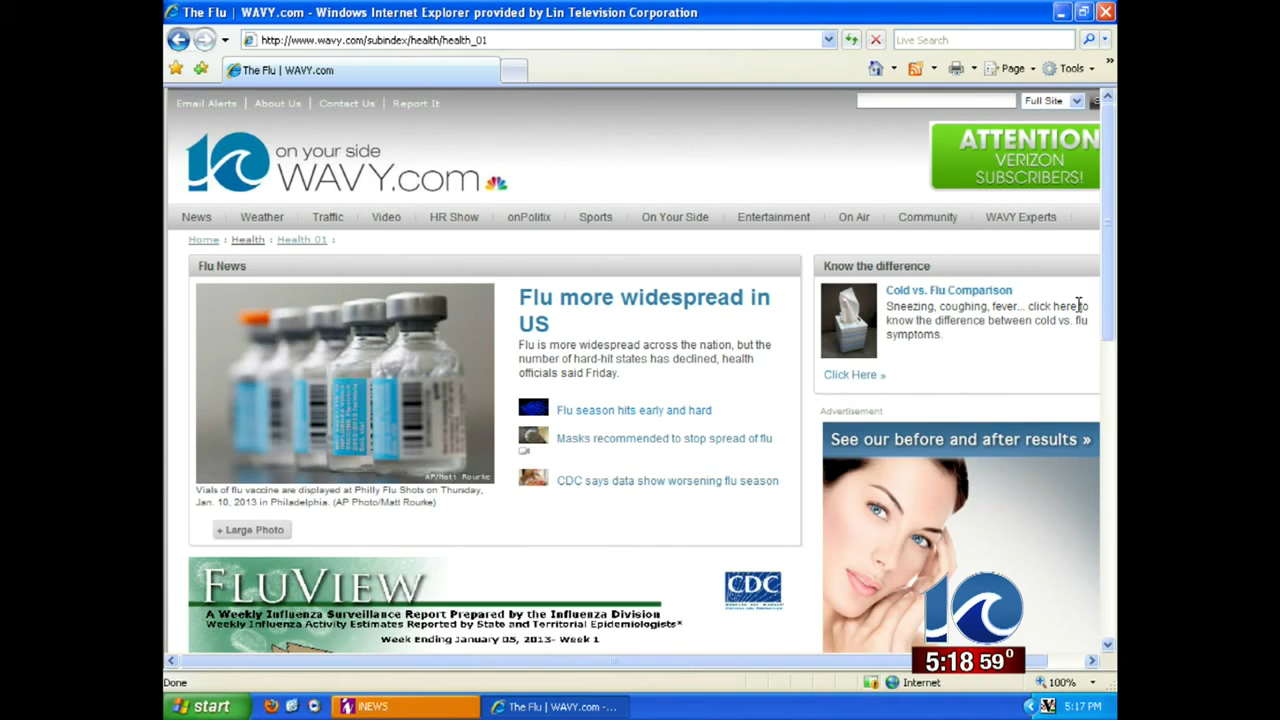 The Flu | WAVY.com - Windows Internet Explorer provided by Lin Television Corporation
http://www.wavy.com/subindex/health/health_01
Live Search
The Flu | WAVY.com
Page
Tools
Email Alerts
About Us
Contact Us
Report It
Full Site
10
on your side
WAVY.com
ATTENTION
VERIZON
SUBSCRIBERS!
News
Weather
Traffic
Video
HR Show
onPolitix
Sports
On Your Side
Entertainment
On Air
Community
WAVY Experts
Home : Health : Health 01 :
Flu News
Flu more widespread in
US
Flu is more widespread across the nation, but the
number of hard-hit states has declined, health
officials said Friday.
Flu season hits early and hard
Masks recommended to stop spread of flu
CDC says data show worsening flu season
AP/Matt Rourke
Vials of flu vaccine are displayed at Philly Flu Shots on Thursday,
Jan. 10, 2013 in Philadelphia. (AP Photo/Matt Rourke)
+ Large Photo
Know the difference
Cold vs. Flu Comparison
Sneezing, coughing, fever... click here to
know the difference between cold vs. flu
symptoms.
Click Here »
Advertisement
See our before and after results »
FLUVIEW
CDC
A Weekly Influenza Surveillance Report Prepared by the Influenza Division
Weekly Influenza Activity Estimates Reported by State and Territorial Epidemiologists*
Week Ending January 05, 2013- Week 1
10
5:18 59°
Done
Internet
100%
start
iNEWS
The Flu | WAVY.com -...
5:17 PM